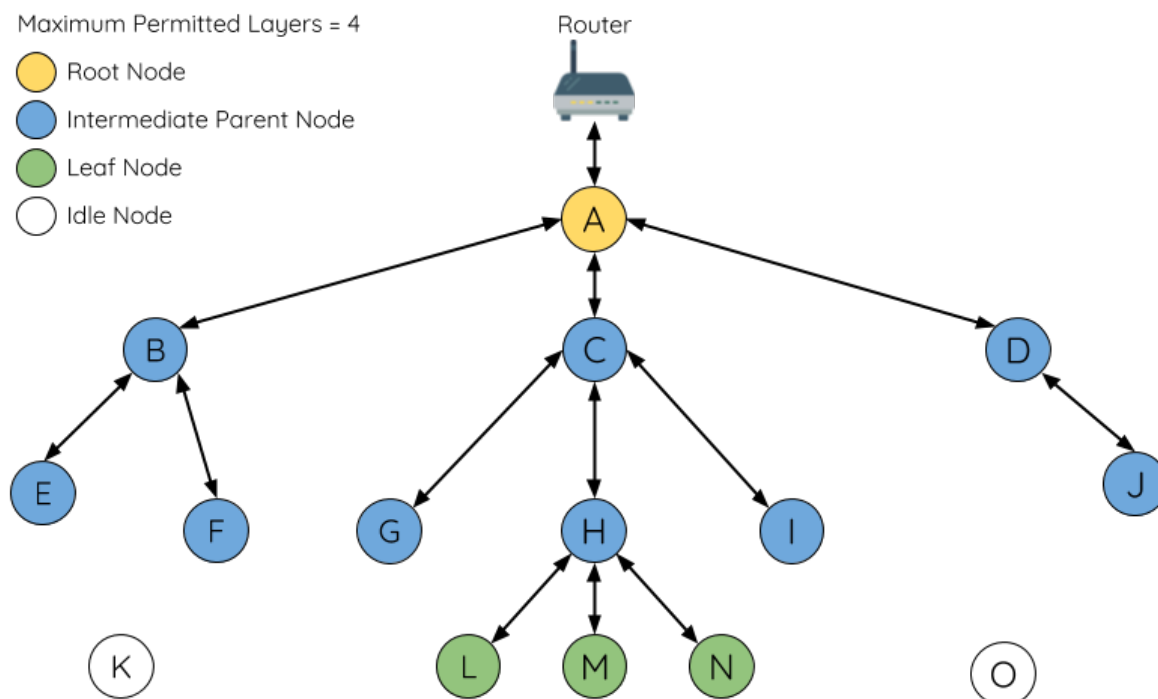 Maximum Permitted Layers = 4
Router
Root Node
Intermediate Parent Node
Leaf Node
Idle Node
A
B
C
D
E
F
G
H
I
J
K
L
M
N
O